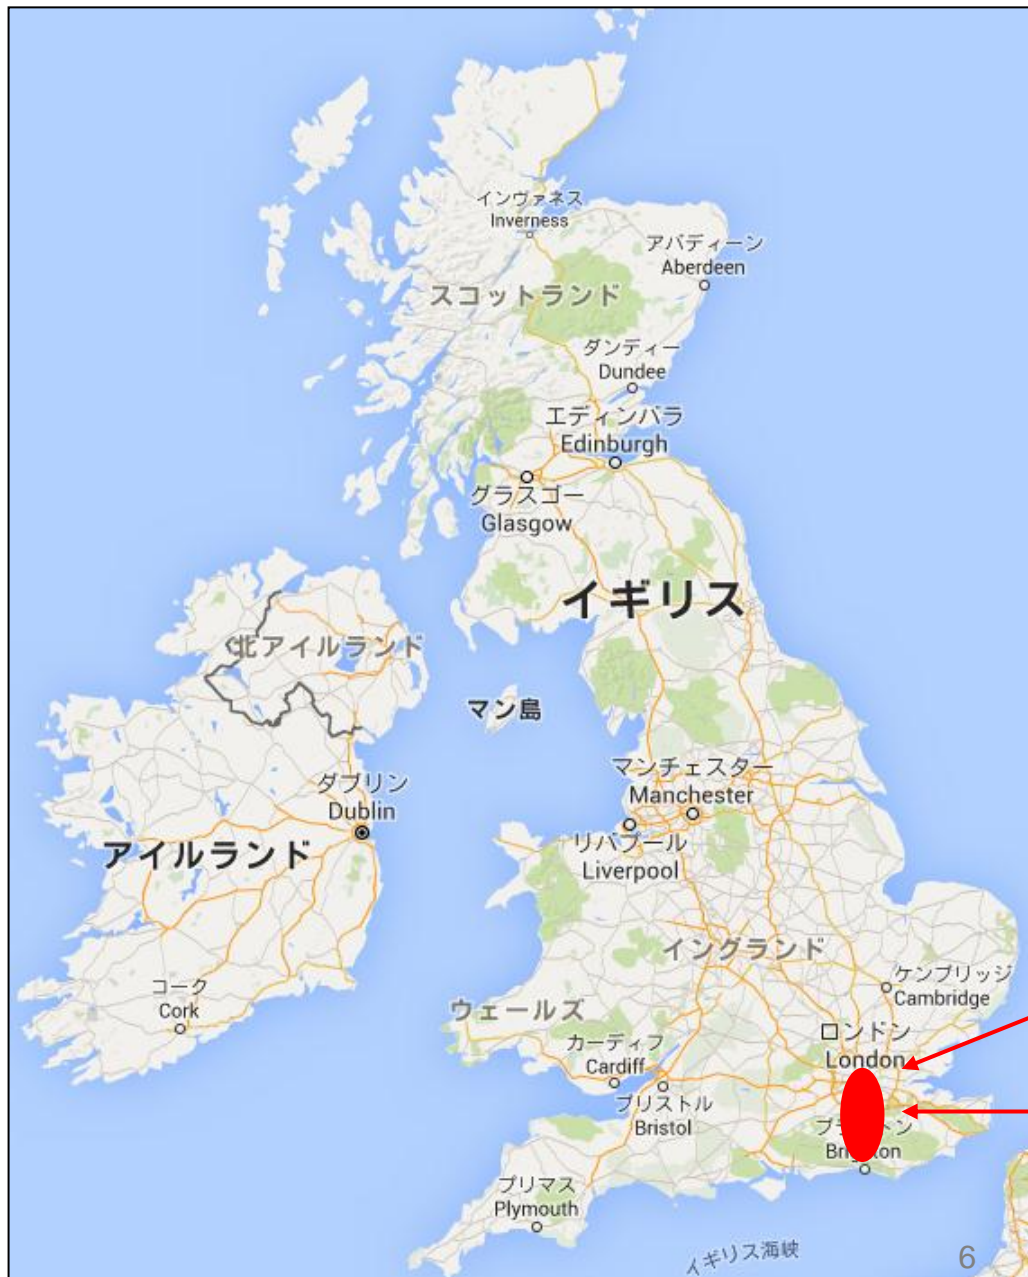 インヴァネス
Inverness
アバディーン
Aberdeen
スコットランド
ダンディー
Dundee
エディンバラ
Edinburgh
グラスゴー
Glasgow
イギリス
北アイルランド
マン島
ダブリン
Dublin
アイルランド
マンチェスター
Manchester
リバプール
Liverpool
イングランド
ケンブリッジ
Cambridge
コーク
Cork
ウェールズ
カーディフ
Cardiff
ロンドン
London
ブリストル
Bristol
プリマス
Plymouth
イギリス海峡
6